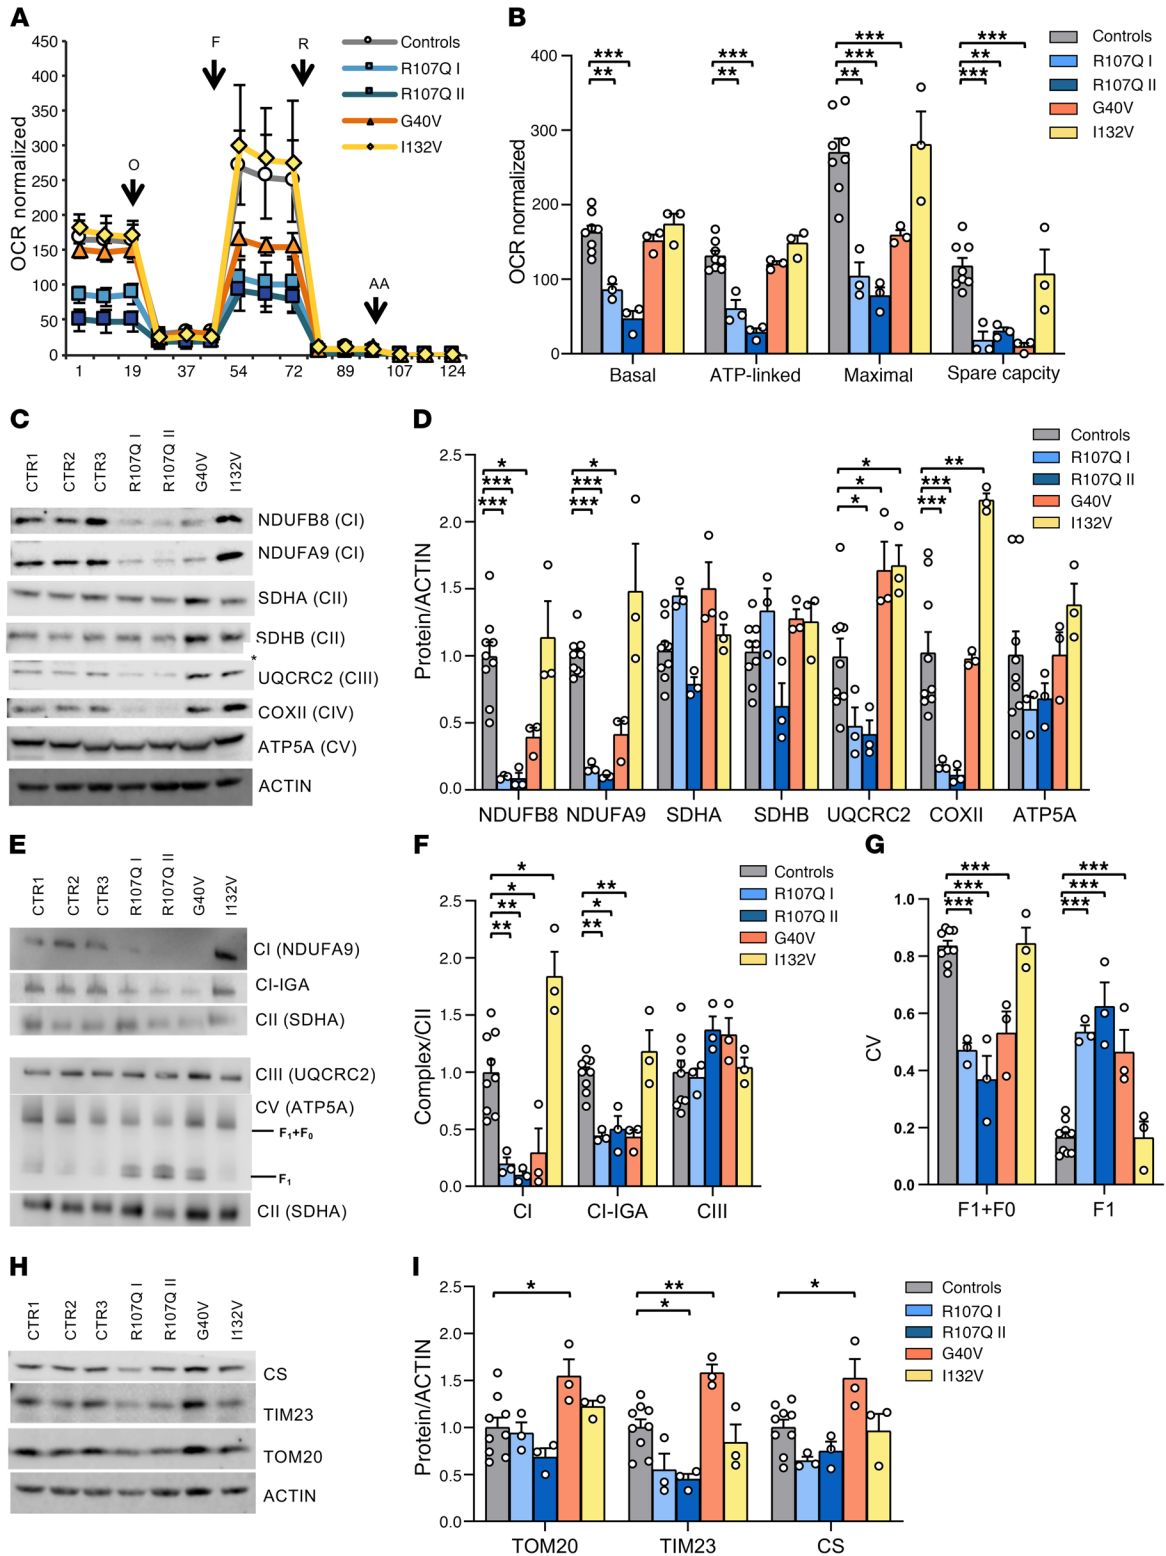 A
450
400
350
300
250
200
150
100
50
0
OCR normalized
1 19 37 54 72 89 107 124
O
F
R
AA
Controls
R107Q I
R107Q II
G40V
I132V
B
400
300
200
100
0
OCR normalized
*** ** *** ** *** *** ** *** ** ***
Basal ATP-linked Maximal Spare capcity
Controls
R107Q I
R107Q II
G40V
I132V
C
CTR1 CTR2 CTR3 R107Q I R107Q II G40V I132V
NDUFB8 (CI)
NDUFA9 (CI)
SDHA (CII)
SDHB (CII)
*
UQCRC2 (CIII)
COXII (CIV)
ATP5A (CV)
ACTIN
D
2.5
2.0
1.5
1.0
0.5
0.0
Protein/ACTIN
* *** *** * *** *** * * * ** *** ***
NDUFB8 NDUFA9 SDHA SDHB UQCRC2 COXII ATP5A
Controls
R107Q I
R107Q II
G40V
I132V
E
CTR1 CTR2 CTR3 R107Q I R107Q II G40V I132V
CI (NDUFA9)
CI-IGA
CII (SDHA)
CIII (UQCRC2)
CV (ATP5A)
F₁+F₀
F₁
CII (SDHA)
F
2.5
2.0
1.5
1.0
0.5
0.0
Complex/CII
* * ** ** ** * **
CI CI-IGA CIII
Controls
R107Q I
R107Q II
G40V
I132V
G
1.0
0.8
0.6
0.4
0.2
0.0
CV
*** *** *** *** *** ***
F1+F0 F1
H
CTR1 CTR2 CTR3 R107Q I R107Q II G40V I132V
CS
TIM23
TOM20
ACTIN
I
2.5
2.0
1.5
1.0
0.5
0.0
Protein/ACTIN
* ** * *
TOM20 TIM23 CS
Controls
R107Q I
R107Q II
G40V
I132V